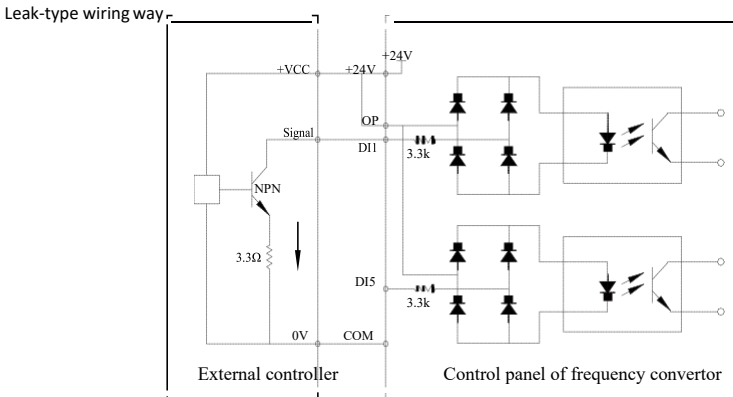 Leak-type wiring way
+24V
+VCC
+24V
OP
Signal
DI1
3.3k
NPN
3.3Ω
DI5
3.3k
0V
COM
External controller
Control panel of frequency convertor